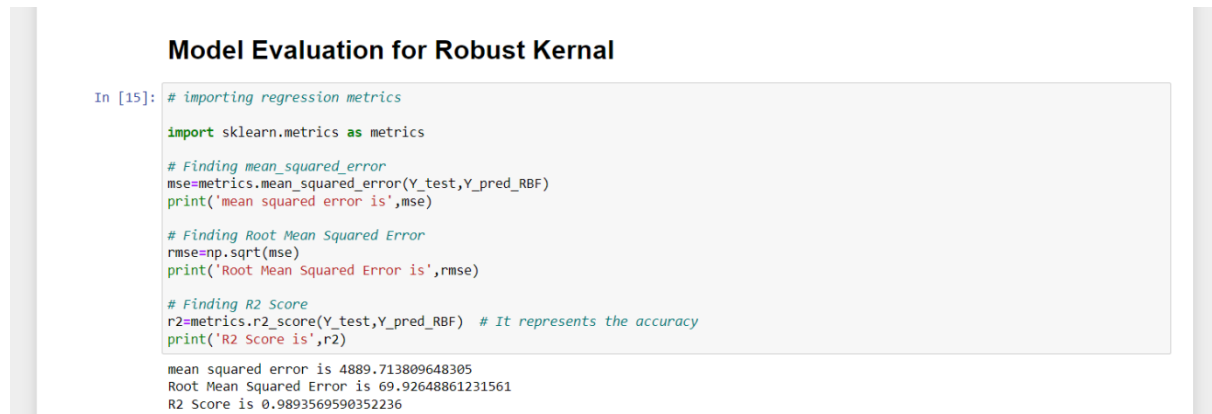 Model Evaluation for Robust Kernal
In [15]: # importing regression metrics
import sklearn.metrics as metrics
# Finding mean_squared_error
mse=metrics.mean_squared_error(Y_test,Y_pred_RBF)
print('mean squared error is',mse)
# Finding Root Mean Squared Error
rmse=np.sqrt(mse)
print('Root Mean Squared Error is',rmse)
# Finding R2 Score
r2=metrics.r2_score(Y_test,Y_pred_RBF)  # It represents the accuracy
print('R2 Score is',r2)
mean squared error is 4889.713809648305
Root Mean Squared Error is 69.92648861231561
R2 Score is 0.9893569590352236